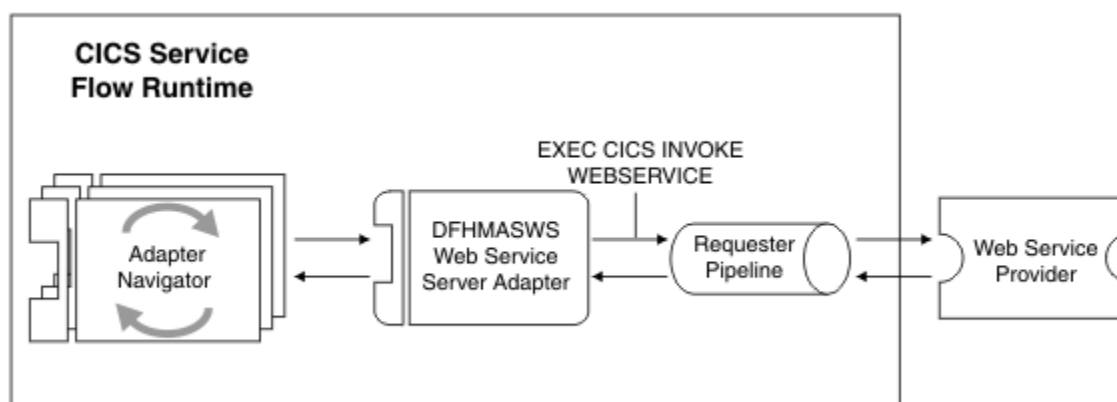 CICS Service
Flow Runtime
EXEC CICS INVOKE
WEBSERVICE
Adapter
Navigator
DFHMASWS
Web Service
Server Adapter
Requester
Pipeline
Web Service
Provider